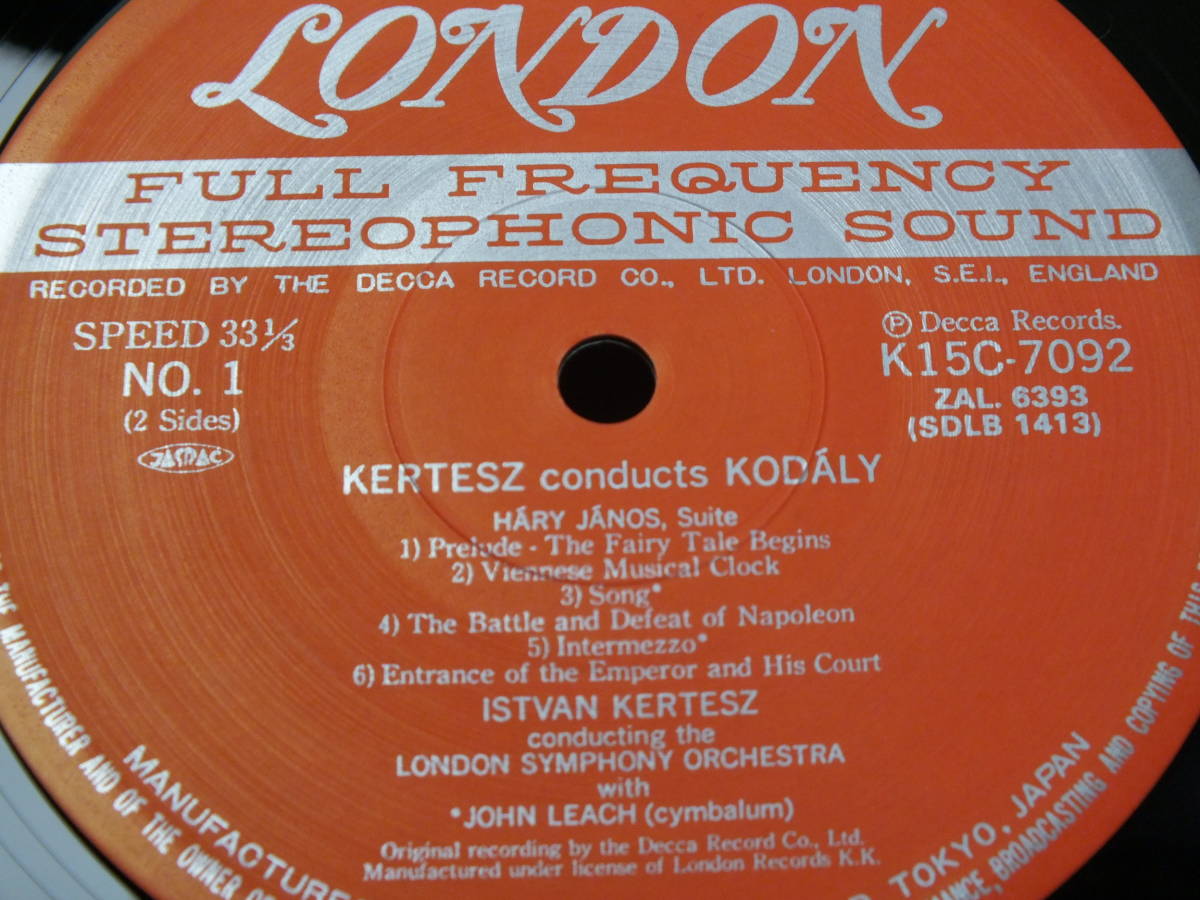 LONDON
FULL FREQUENCY
STEREOPHONIC SOUND
RECORDED BY THE DECCA RECORD CO., LTD. LONDON, S.E.I., ENGLAND
SPEED 33⅓
NO. 1
(2 Sides)
JASRAC
Ⓟ Decca Records.
K15C-7092
ZAL. 6393
(SDLB 1413)
KERTESZ conducts KODÁLY
HÁRY JÁNOS, Suite
1) Prelude - The Fairy Tale Begins
2) Viennese Musical Clock
3) Song*
4) The Battle and Defeat of Napoleon
5) Intermezzo*
6) Entrance of the Emperor and His Court
ISTVAN KERTESZ
conducting the
LONDON SYMPHONY ORCHESTRA
with
*JOHN LEACH (cymbalum)
Original recording by the Decca Record Co., Ltd.
Manufactured under license of London Records K.K.
THE MANUFACTURER AND OF THE OWNER
MANUFACTURE
TOKYO, JAPAN
BROADCASTING AND COPYING OF THIS